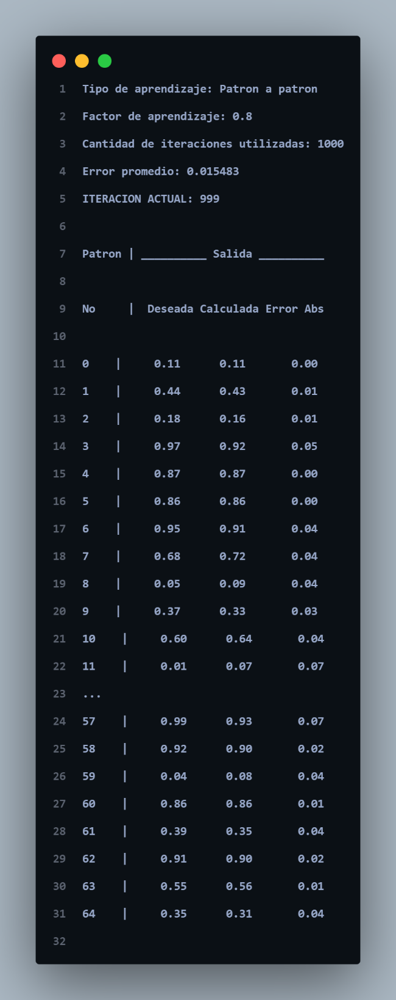 1 Tipo de aprendizaje: Patron a patron
2 Factor de aprendizaje: 0.8
3 Cantidad de iteraciones utilizadas: 1000
4 Error promedio: 0.015483
5 ITERACION ACTUAL: 999
6
7 Patron | __________ Salida __________
8
9 No | Deseada Calculada Error Abs
10
11 0 | 0.11 0.11 0.00
12 1 | 0.44 0.43 0.01
13 2 | 0.18 0.16 0.01
14 3 | 0.97 0.92 0.05
15 4 | 0.87 0.87 0.00
16 5 | 0.86 0.86 0.00
17 6 | 0.95 0.91 0.04
18 7 | 0.68 0.72 0.04
19 8 | 0.05 0.09 0.04
20 9 | 0.37 0.33 0.03
21 10 | 0.60 0.64 0.04
22 11 | 0.01 0.07 0.07
23 ...
24 57 | 0.99 0.93 0.07
25 58 | 0.92 0.90 0.02
26 59 | 0.04 0.08 0.04
27 60 | 0.86 0.86 0.01
28 61 | 0.39 0.35 0.04
29 62 | 0.91 0.90 0.02
30 63 | 0.55 0.56 0.01
31 64 | 0.35 0.31 0.04
32